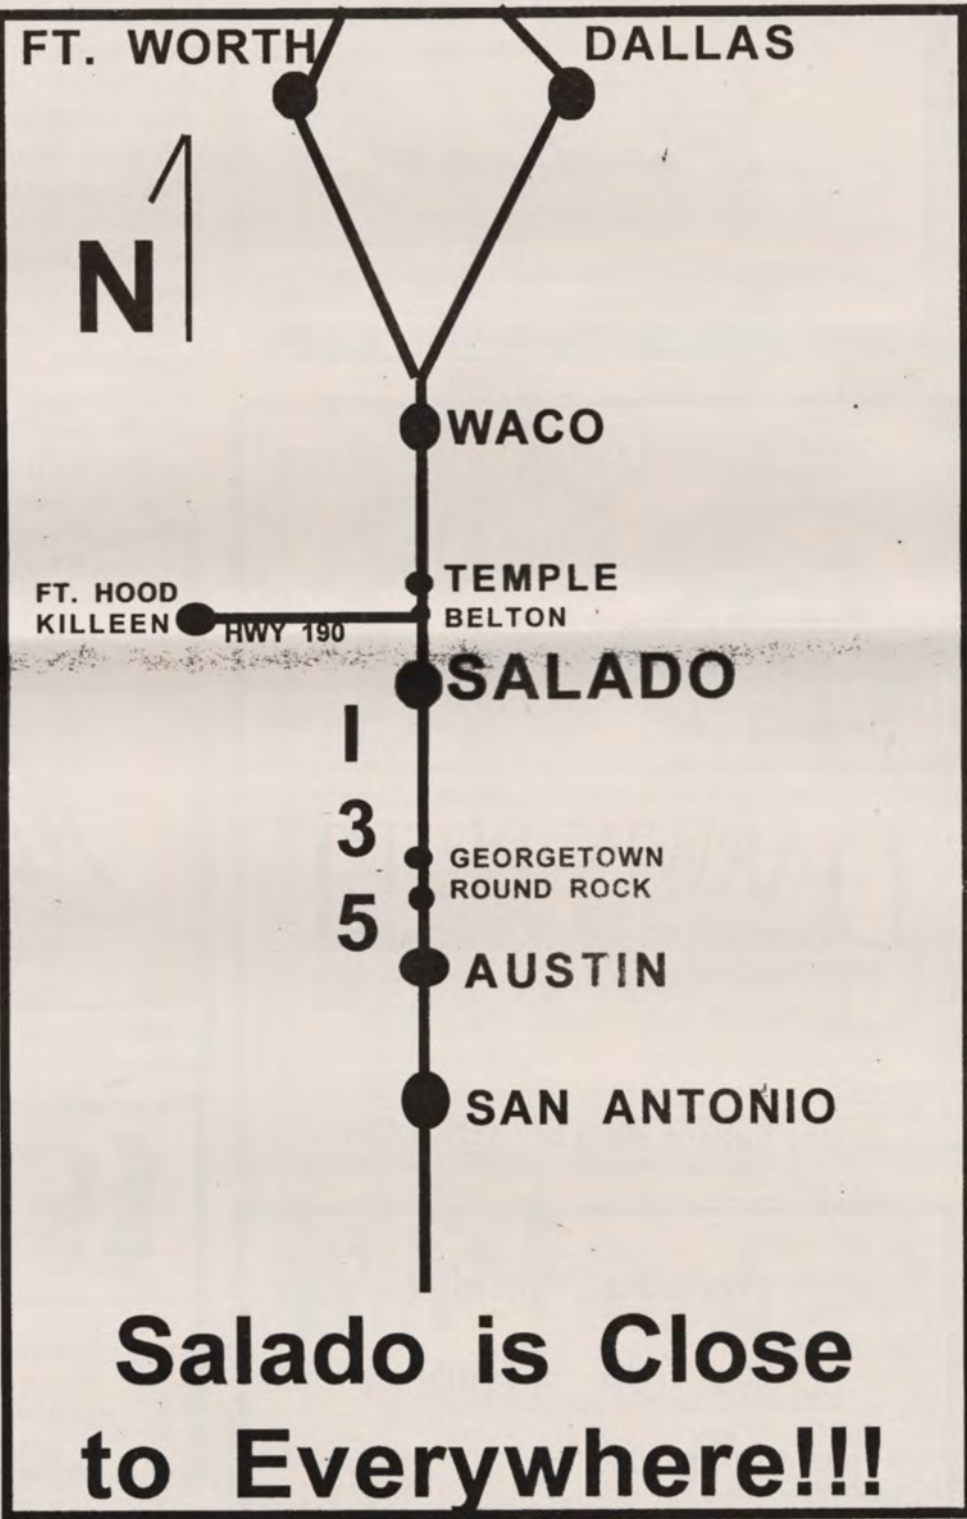 FT. WORTH
DALLAS
N
WACO
TEMPLE
FT. HOOD
KILLEEN
BELTON
HWY 190
SALADO
I
3
5
GEORGETOWN
ROUND ROCK
AUSTIN
SAN ANTONIO
Salado is Close
to Everywhere!!!